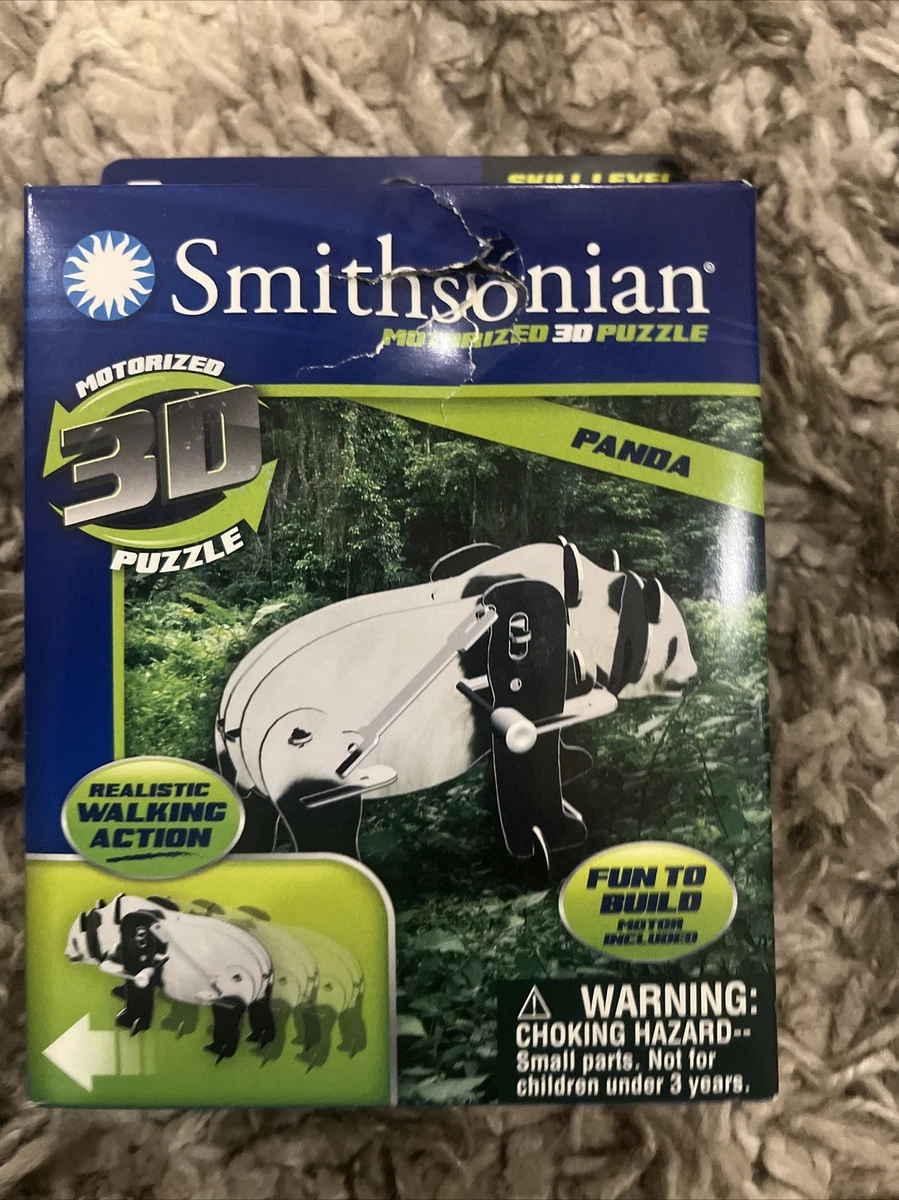 SKILL LEVEL
Smithsonian®
MOTORIZED 3D PUZZLE
MOTORIZED
3D
PUZZLE
PANDA
REALISTIC
WALKING
ACTION
FUN TO
BUILD
MOTOR
INCLUDED
WARNING:
CHOKING HAZARD--
Small parts. Not for
children under 3 years.